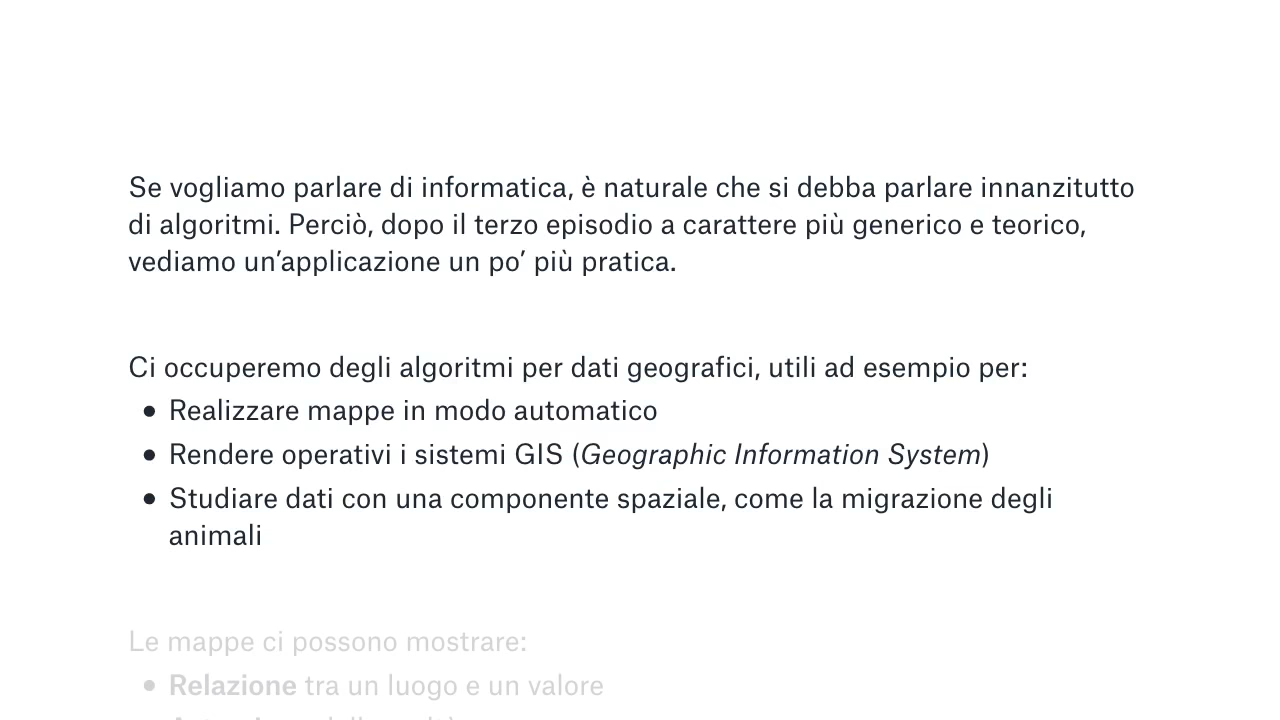 Se vogliamo parlare di informatica, è naturale che si debba parlare innanzitutto
di algoritmi. Perciò, dopo il terzo episodio a carattere più generico e teorico,
vediamo un’applicazione un po’ più pratica.
Ci occuperemo degli algoritmi per dati geografici, utili ad esempio per:
• Realizzare mappe in modo automatico
• Rendere operativi i sistemi GIS (Geographic Information System)
• Studiare dati con una componente spaziale, come la migrazione degli
animali
Le mappe ci possono mostrare:
• Relazione tra un luogo e un valore